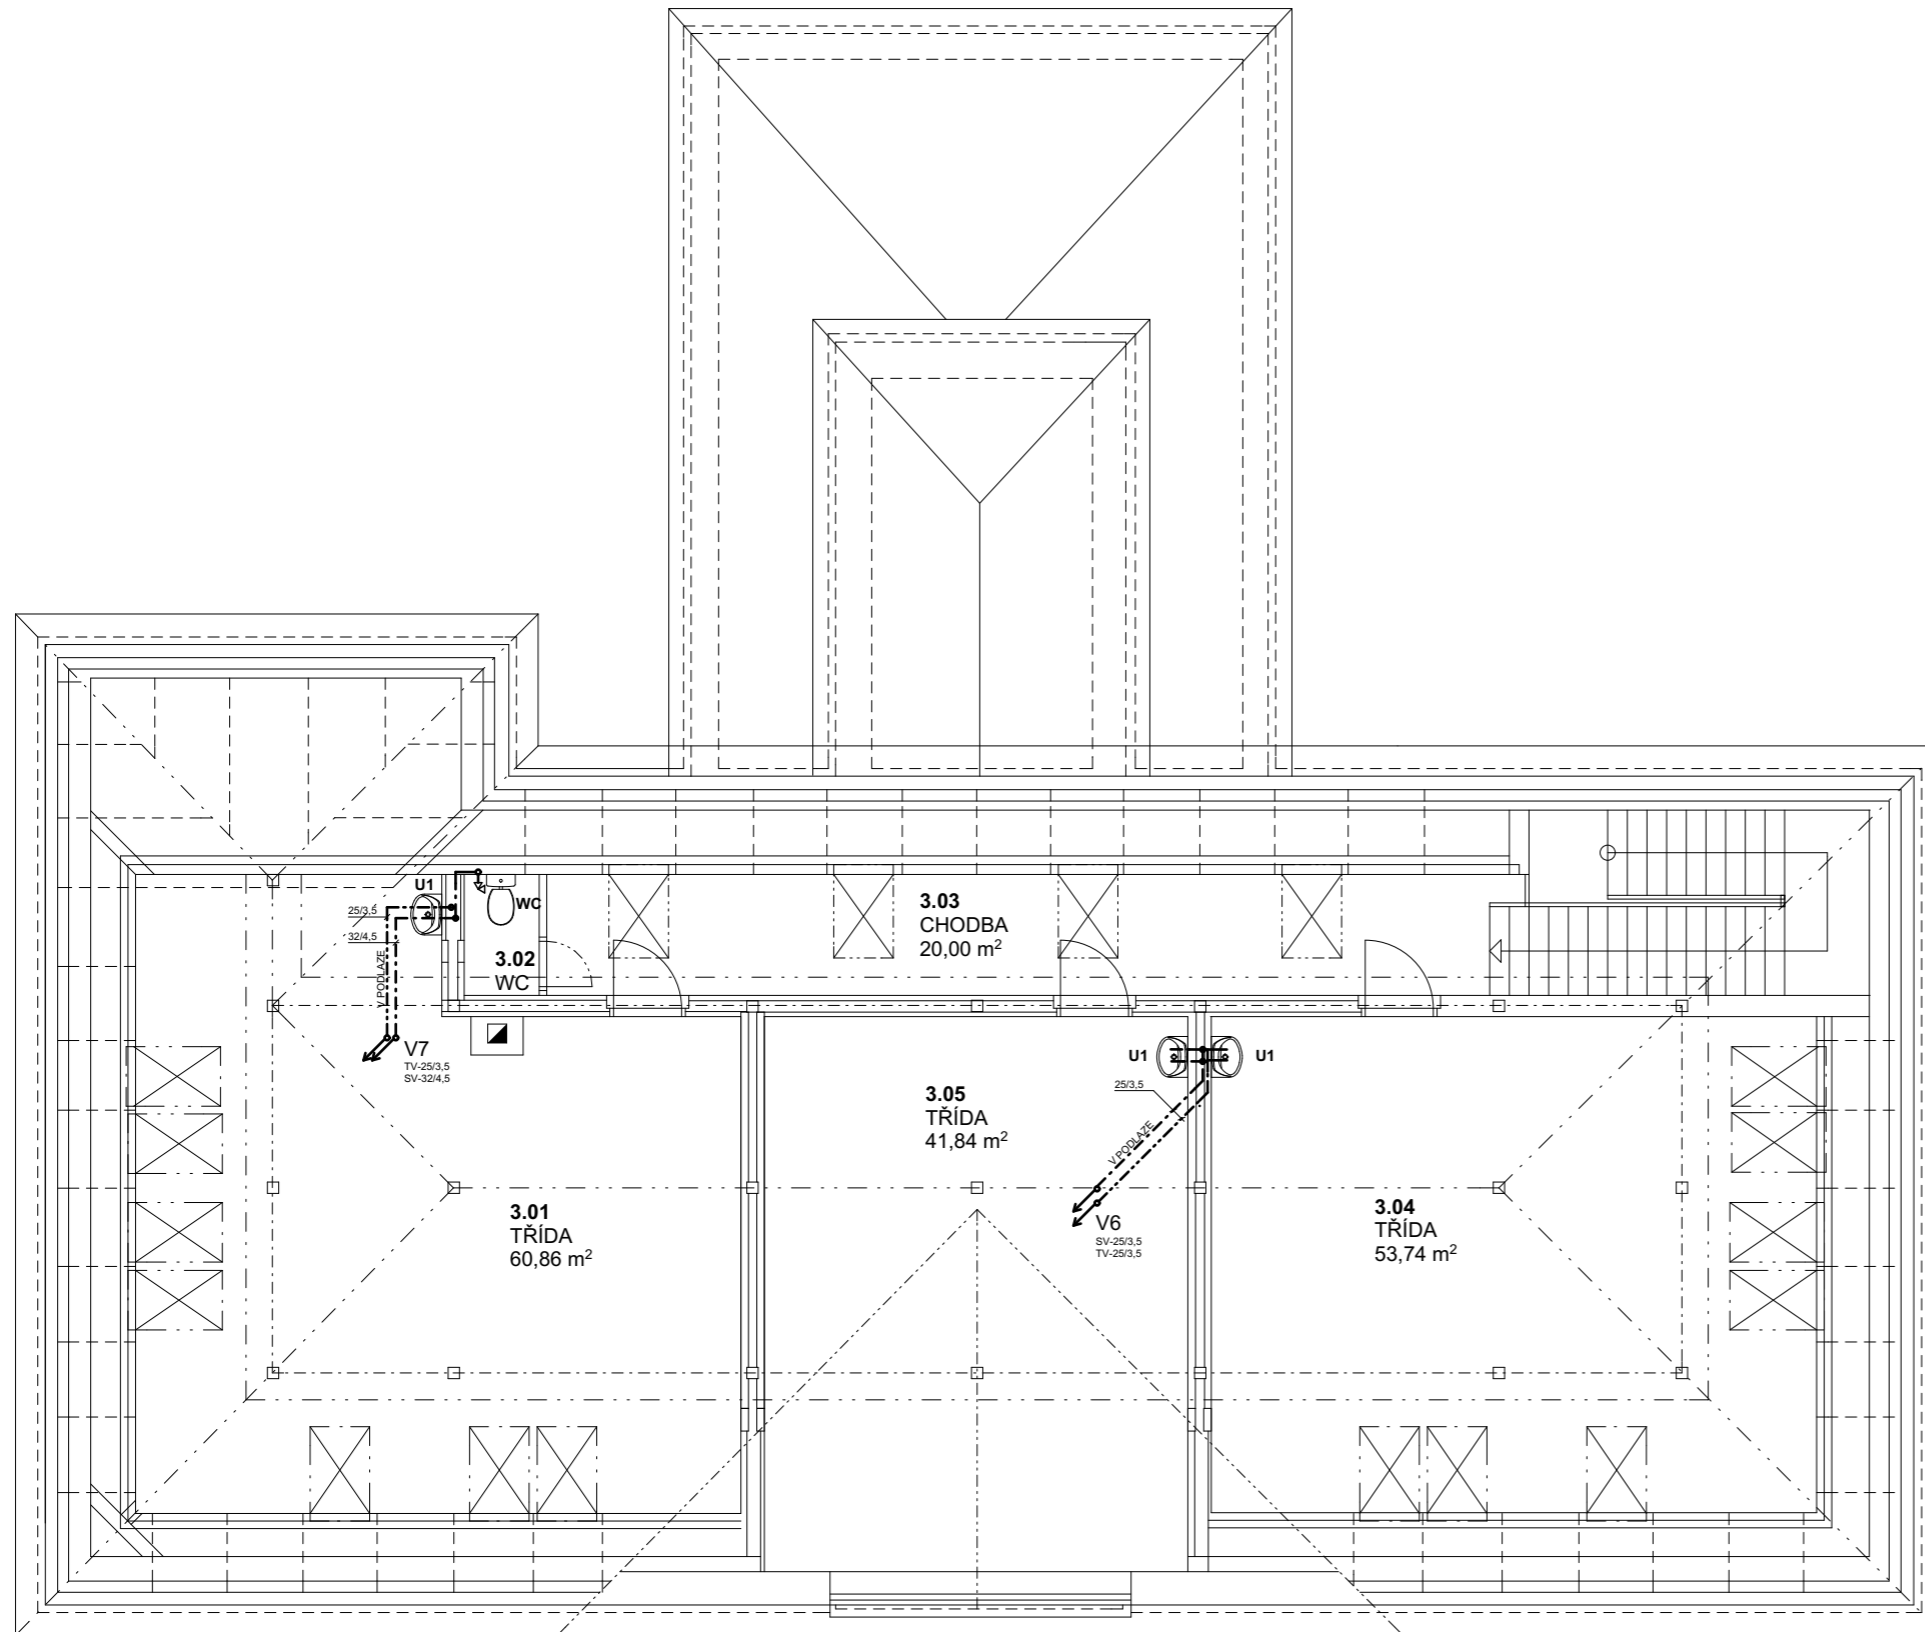 U1
WC
25/3,5
32/4,5
V PODLAZE
3.02
WC
3.03
CHODBA
20,00 m²
V7
TV-25/3,5
SV-32/4,5
U1
U1
25/3,5
V PODLAZE
3.05
TŘÍDA
41,84 m²
3.01
TŘÍDA
60,86 m²
V6
SV-25/3,5
TV-25/3,5
3.04
TŘÍDA
53,74 m²